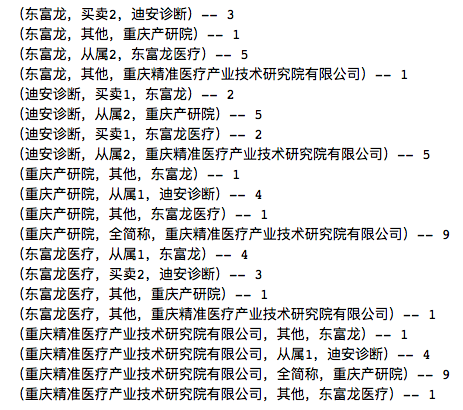 (东富龙, 买卖2, 迪安诊断) -- 3
(东富龙, 其他, 重庆产研院) -- 1
(东富龙, 从属2, 东富龙医疗) -- 5
(东富龙, 其他, 重庆精准医疗产业技术研究院有限公司) -- 1
(迪安诊断, 买卖1, 东富龙) -- 2
(迪安诊断, 从属2, 重庆产研院) -- 5
(迪安诊断, 买卖1, 东富龙医疗) -- 2
(迪安诊断, 从属2, 重庆精准医疗产业技术研究院有限公司) -- 5
(重庆产研院, 其他, 东富龙) -- 1
(重庆产研院, 从属1, 迪安诊断) -- 4
(重庆产研院, 其他, 东富龙医疗) -- 1
(重庆产研院, 全简称, 重庆精准医疗产业技术研究院有限公司) -- 9
(东富龙医疗, 从属1, 东富龙) -- 4
(东富龙医疗, 买卖2, 迪安诊断) -- 3
(东富龙医疗, 其他, 重庆产研院) -- 1
(东富龙医疗, 其他, 重庆精准医疗产业技术研究院有限公司) -- 1
(重庆精准医疗产业技术研究院有限公司, 其他, 东富龙) -- 1
(重庆精准医疗产业技术研究院有限公司, 从属1, 迪安诊断) -- 4
(重庆精准医疗产业技术研究院有限公司, 全简称, 重庆产研院) -- 9
(重庆精准医疗产业技术研究院有限公司, 其他, 东富龙医疗) -- 1